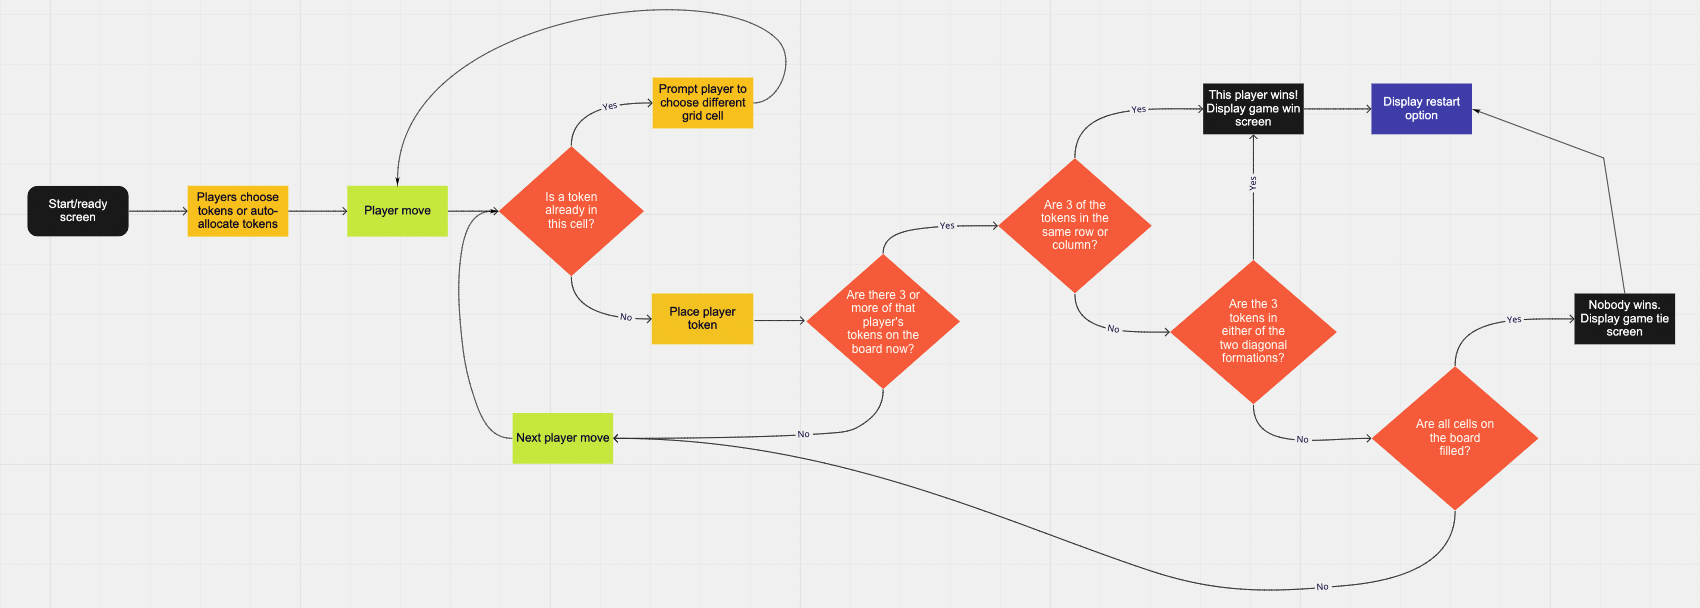 Start/ready
screen
Players choose
tokens or auto-
allocate tokens
Player move
Is a token
already in
this cell?
Yes
Prompt player to
choose different
grid cell
No
Place player
token
Are there 3 or
more of that
player's
tokens on the
board now?
Yes
No
Next player move
Are 3 of the
tokens in the
same row or
column?
Yes
No
This player wins!
Display game win
screen
Display restart
option
Are the 3
tokens in
either of the
two diagonal
formations?
Yes
No
Are all cells on
the board
filled?
Yes
No
Nobody wins.
Display game tie
screen